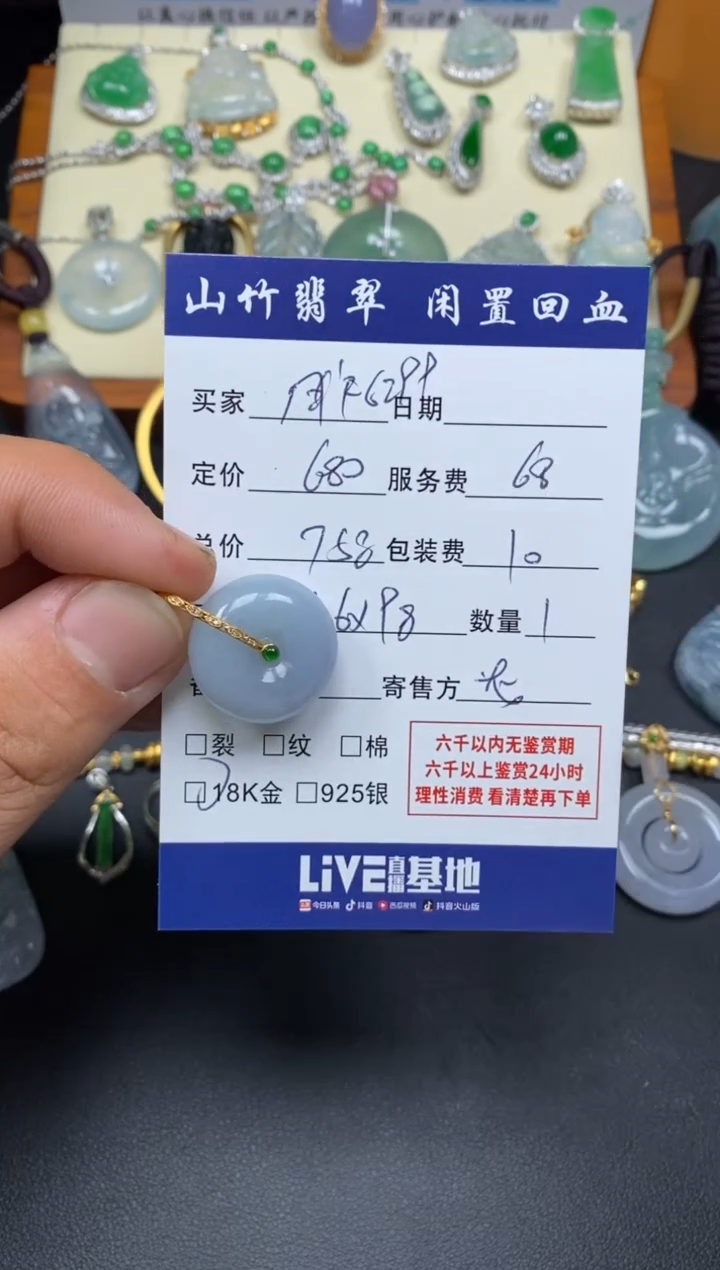 山竹翡翠 闲置回血
买家 6299 日期
定价 680 服务费 68
总价 758 包装费 10
数量 1
寄售方
□裂 □纹 □棉
□18K金 □925银
六千以内无鉴赏期
六千以上鉴赏24小时
理性消费 看清楚再下单
LiVE直播基地
今日头条 抖音 西瓜视频 抖音火山版